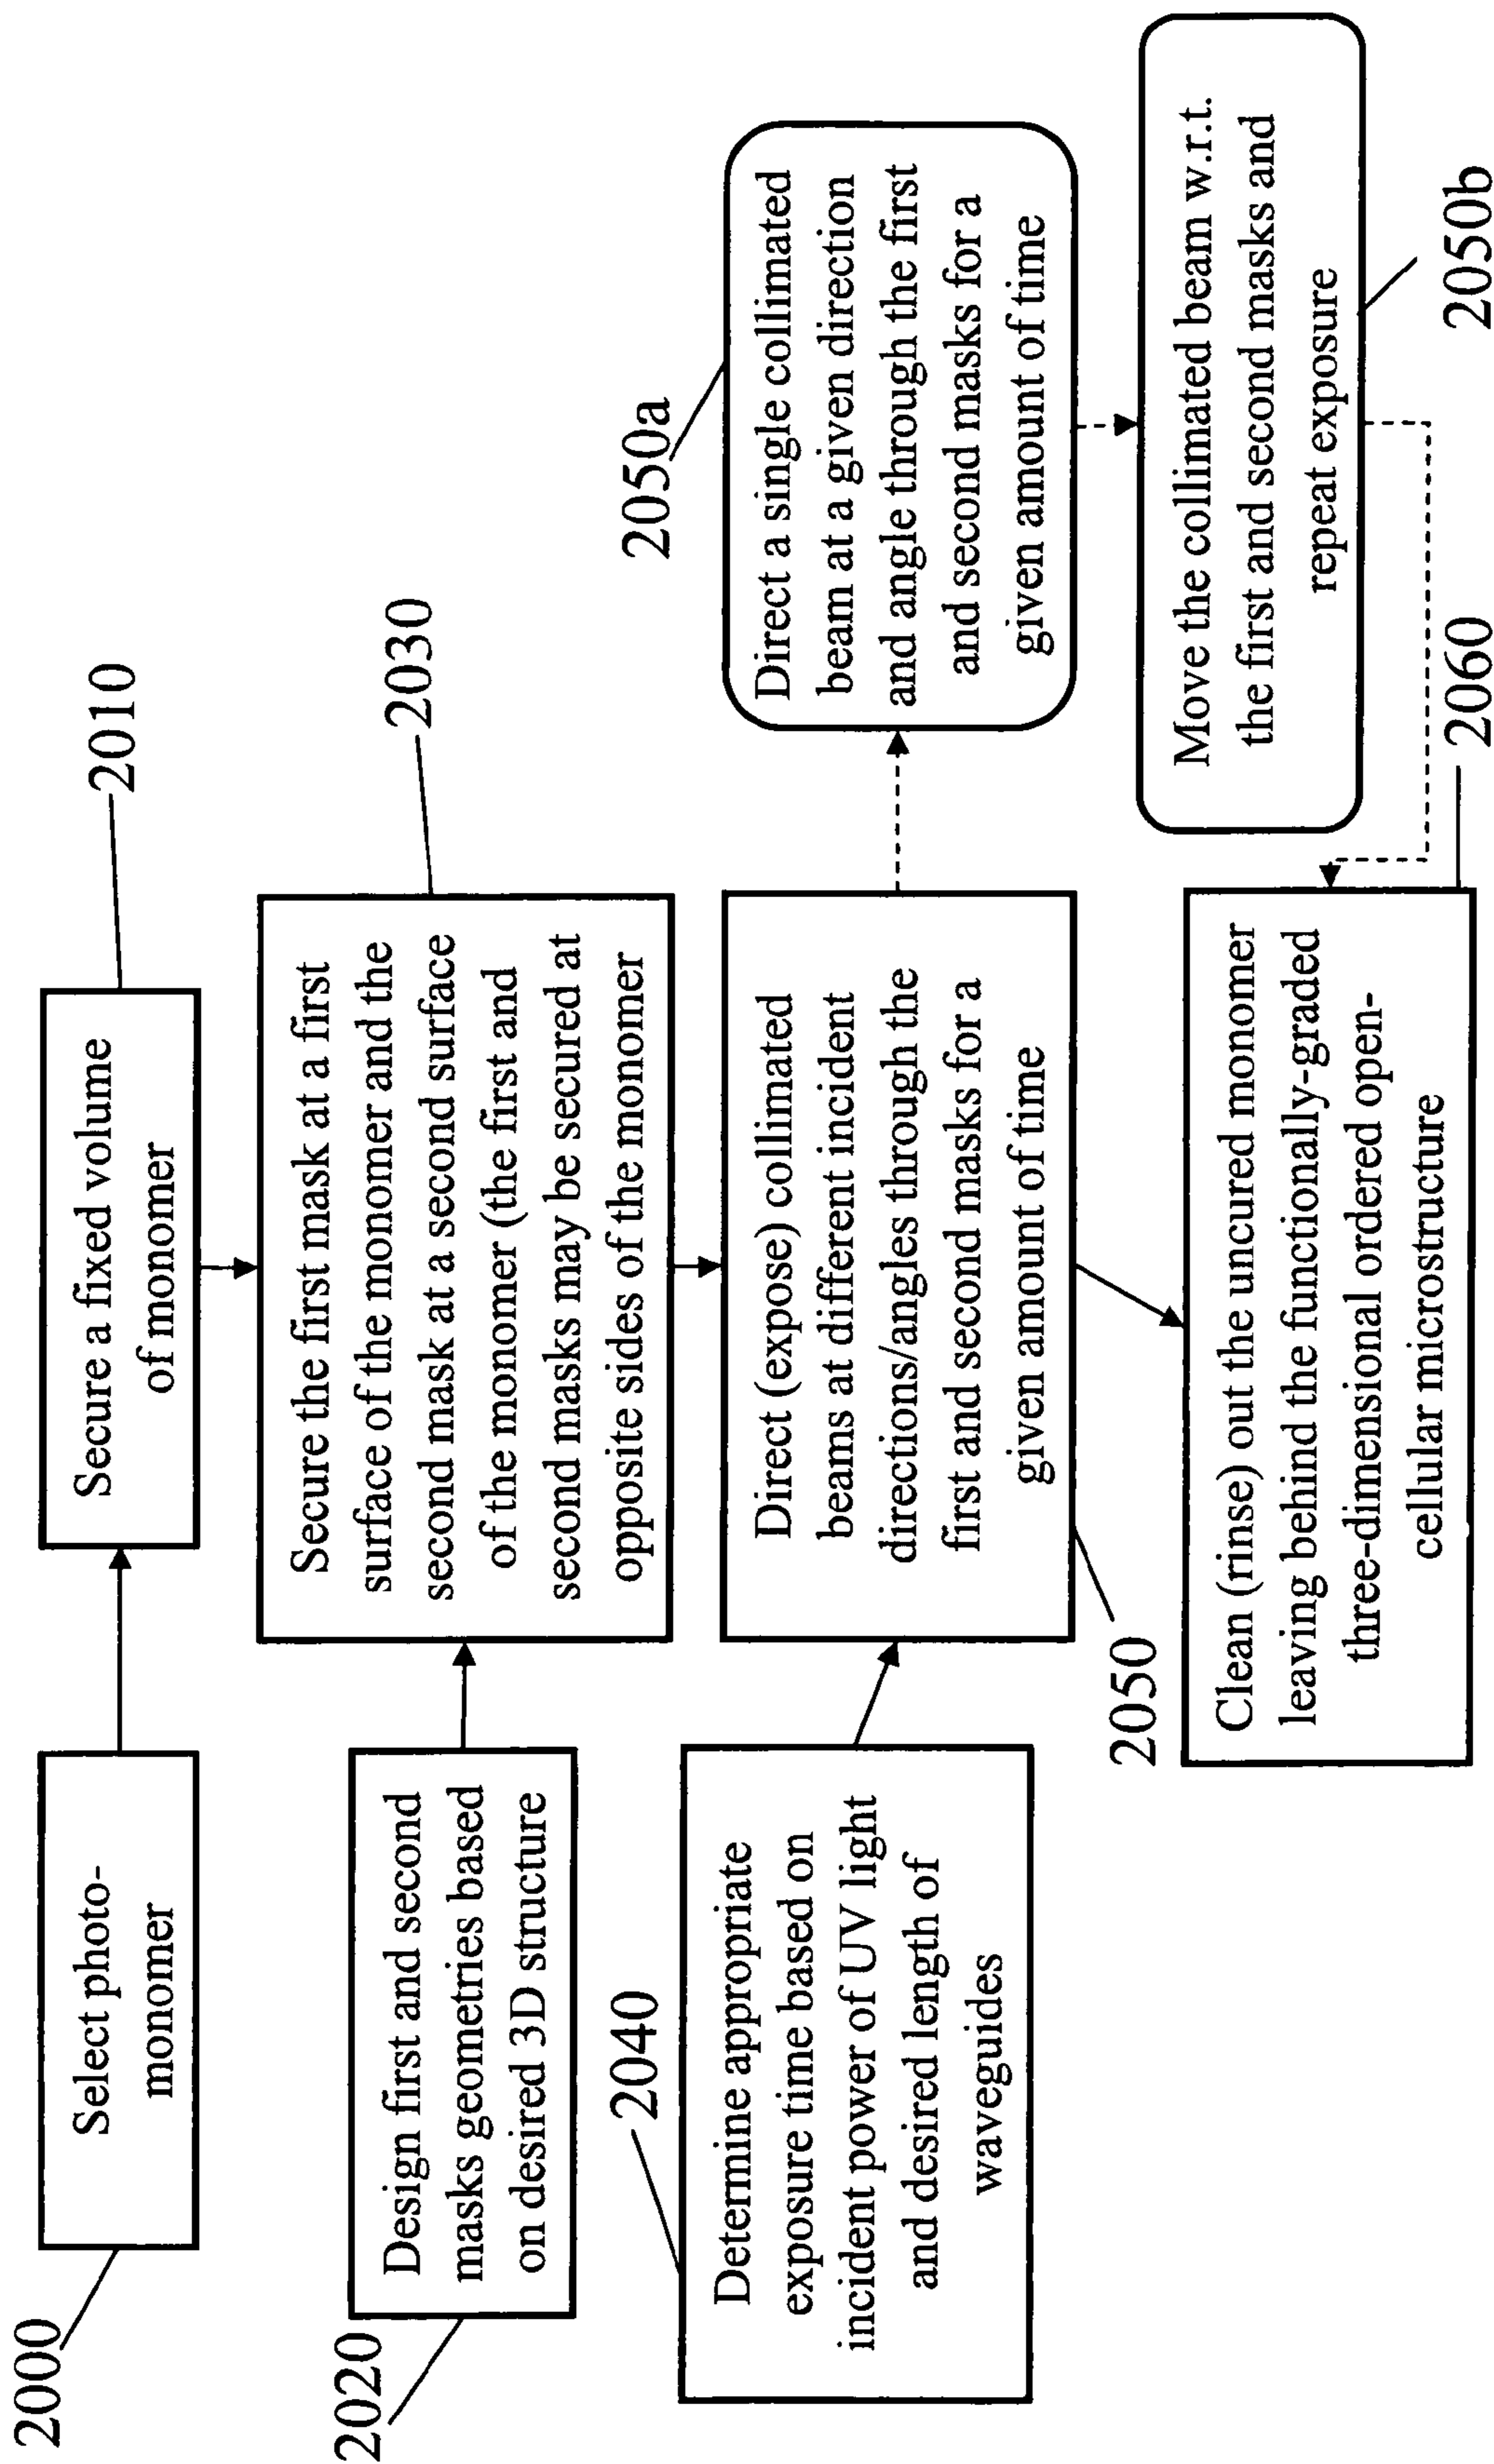 2000
Select photo-
monomer
2010
Secure a fixed volume
of monomer
2020
Design first and second
masks geometries based
on desired 3D structure
2030
Secure the first mask at a first
surface of the monomer and the
second mask at a second surface
of the monomer (the first and
second masks may be secured at
opposite sides of the monomer
2040
Determine appropriate
exposure time based on
incident power of UV light
and desired length of
waveguides
2050
Direct (expose) collimated
beams at different incident
directions/angles through the
first and second masks for a
given amount of time
2050a
Direct a single collimated
beam at a given direction
and angle through the first
and second masks for a
given amount of time
2050b
Move the collimated beam w.r.t.
the first and second masks and
repeat exposure
2060
Clean (rinse) out the uncured monomer
leaving behind the functionally-graded
three-dimensional ordered open-
cellular microstructure